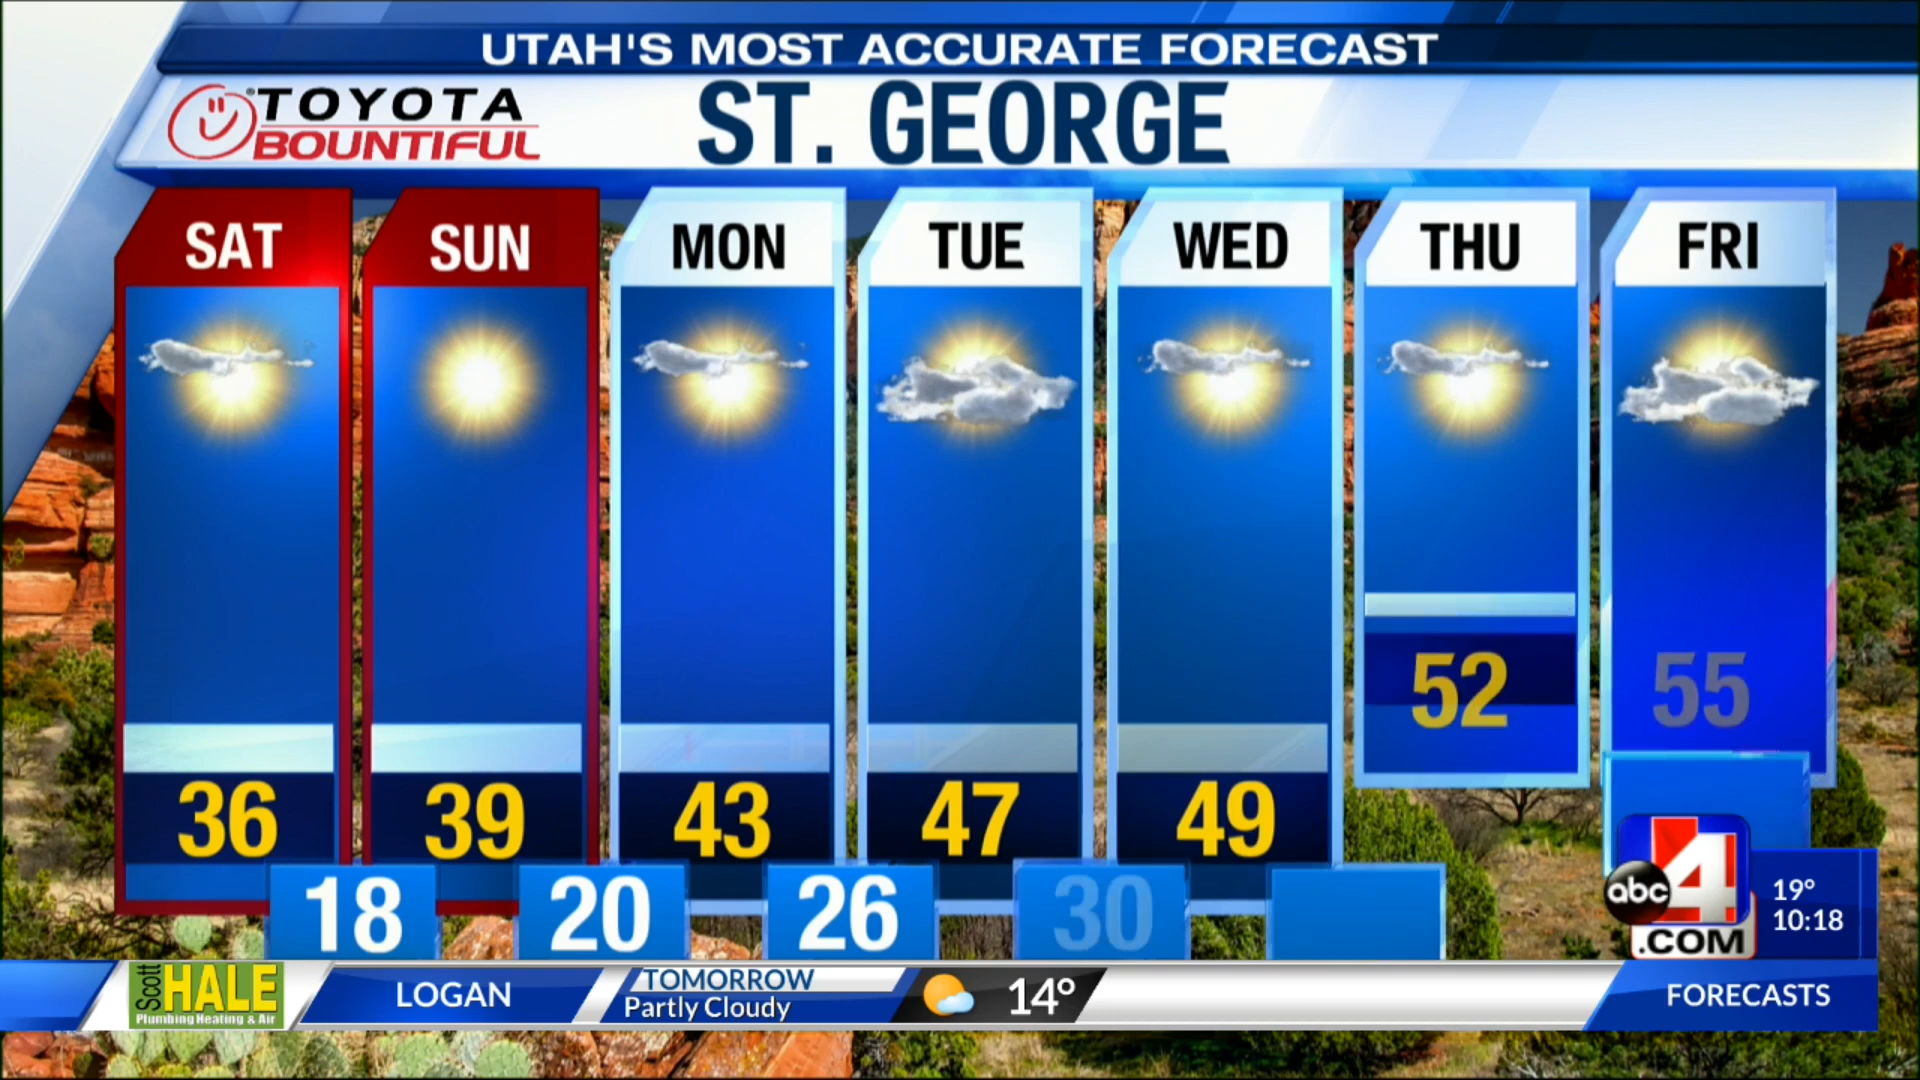 UTAH'S MOST ACCURATE FORECAST
TOYOTA
BOUNTIFUL
ST. GEORGE
SAT SUN MON TUE WED THU FRI
36 39 43 47 49 52 55
18 20 26 30
abc 4
.COM
19°
10:18
Scott HALE
Plumbing Heating & Air
LOGAN
TOMORROW
Partly Cloudy
14°
FORECASTS